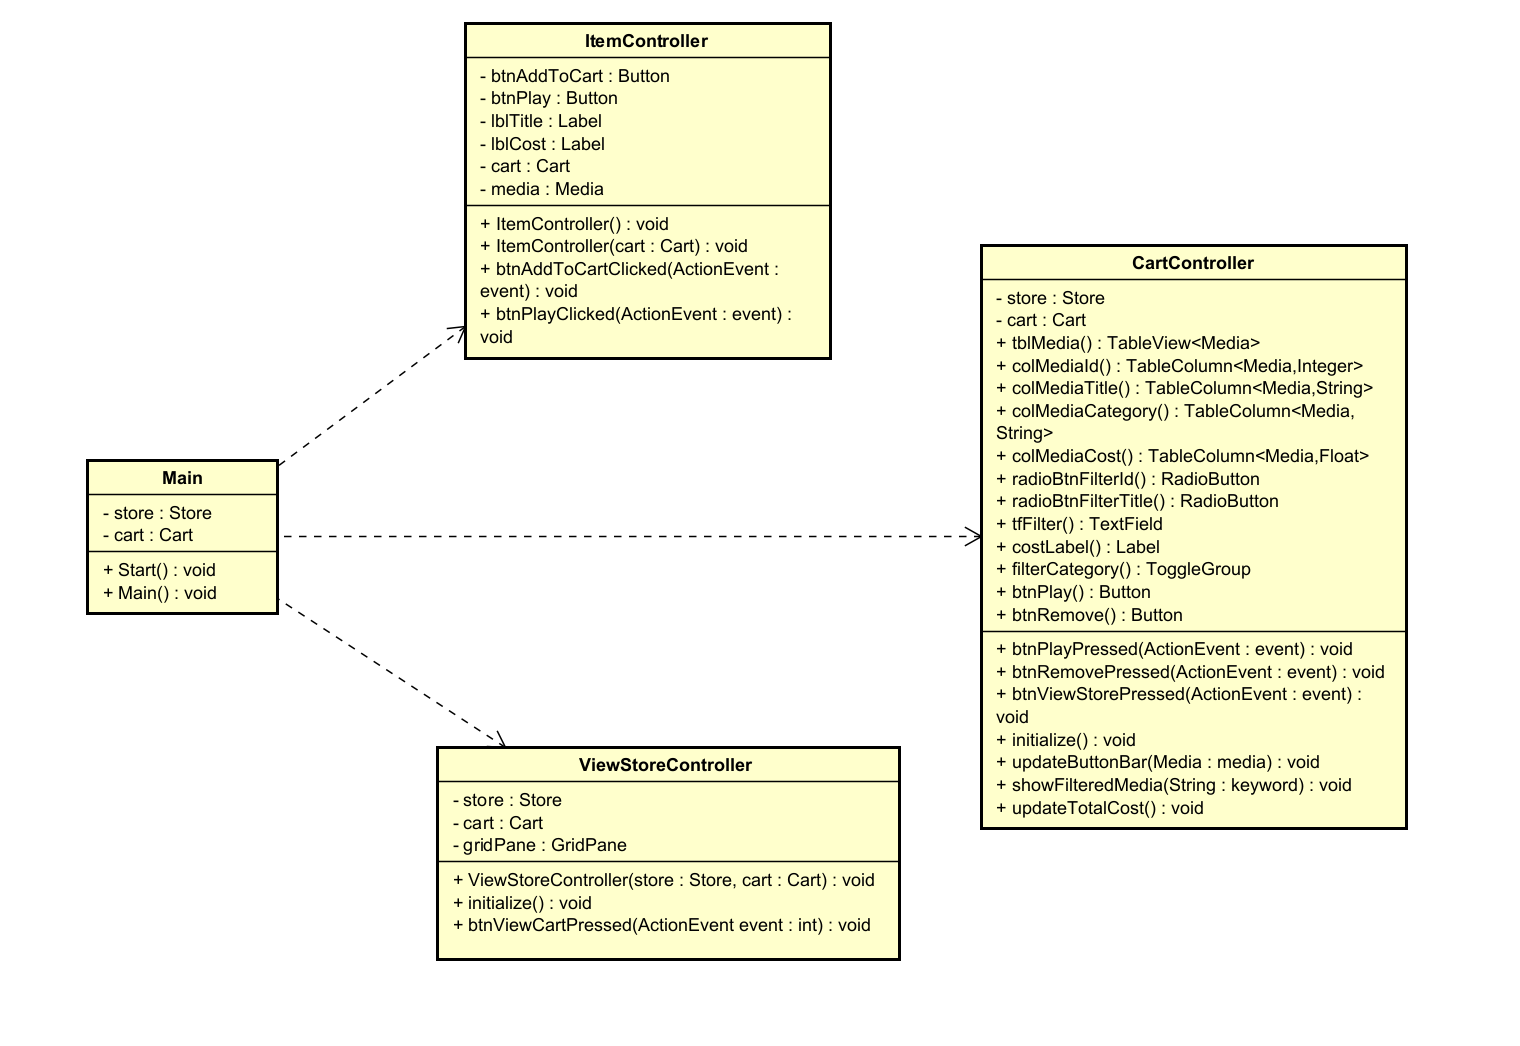 ItemController
- btnAddToCart : Button
- btnPlay : Button
- lblTitle : Label
- lblCost : Label
- cart : Cart
- media : Media
+ ItemController() : void
+ ItemController(cart : Cart) : void
+ btnAddToCartClicked(ActionEvent :
event) : void
+ btnPlayClicked(ActionEvent : event) :
void
CartController
- store : Store
- cart : Cart
+ tblMedia() : TableView<Media>
+ colMediaId() : TableColumn<Media,Integer>
+ colMediaTitle() : TableColumn<Media,String>
+ colMediaCategory() : TableColumn<Media,
String>
+ colMediaCost() : TableColumn<Media,Float>
+ radioBtnFilterId() : RadioButton
+ radioBtnFilterTitle() : RadioButton
+ tfFilter() : TextField
+ costLabel() : Label
+ filterCategory() : ToggleGroup
+ btnPlay() : Button
+ btnRemove() : Button
+ btnPlayPressed(ActionEvent : event) : void
+ btnRemovePressed(ActionEvent : event) : void
+ btnViewStorePressed(ActionEvent : event) :
void
+ initialize() : void
+ updateButtonBar(Media : media) : void
+ showFilteredMedia(String : keyword) : void
+ updateTotalCost() : void
Main
- store : Store
- cart : Cart
+ Start() : void
+ Main() : void
ViewStoreController
- store : Store
- cart : Cart
- gridPane : GridPane
+ ViewStoreController(store : Store, cart : Cart) : void
+ initialize() : void
+ btnViewCartPressed(ActionEvent event : int) : void